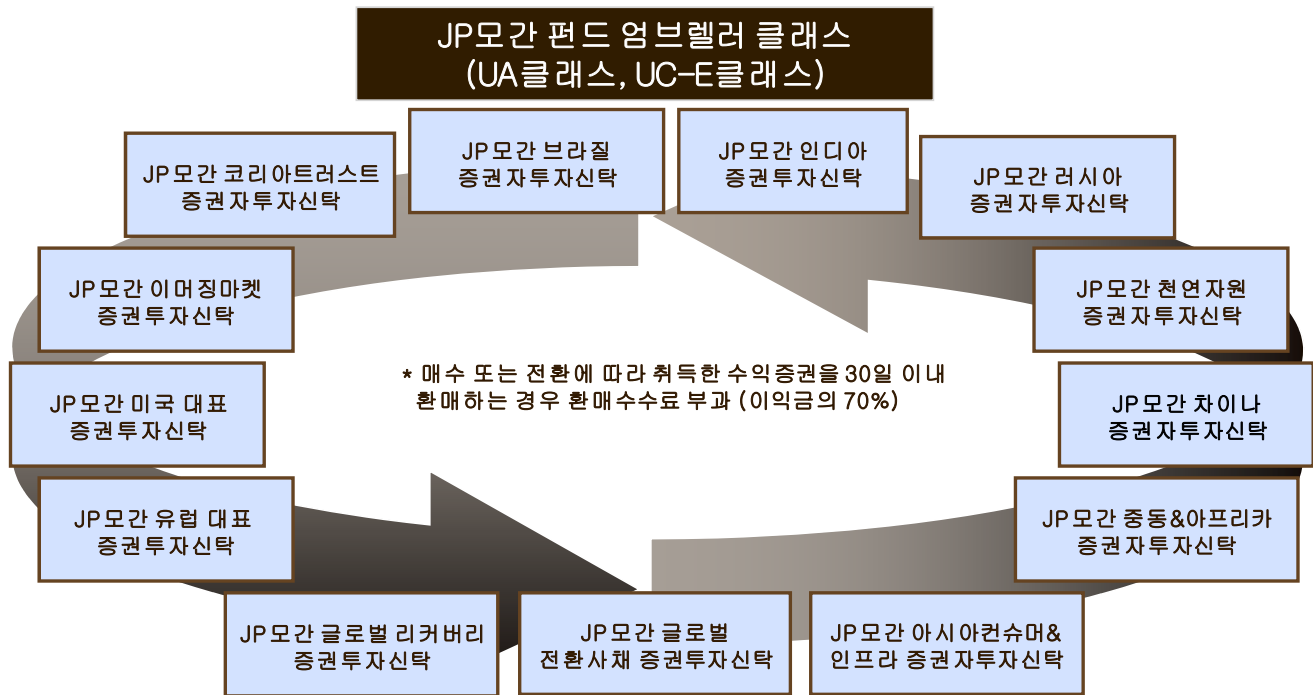 JP모간 펀드 엄브렐러 클래스
(UA클래스, UC-E클래스)
JP모간 브라질
증권자투자신탁
JP모간 인디아
증권투자신탁
JP모간 코리아트러스트
증권자투자신탁
JP모간 러시아
증권자투자신탁
JP모간 이머징마켓
증권투자신탁
JP모간 천연자원
증권자투자신탁
* 매수 또는 전환에 따라 취득한 수익증권을 30일 이내
환매하는 경우 환매수수료 부과 (이익금의 70%)
JP모간 미국 대표
증권투자신탁
JP모간 차이나
증권자투자신탁
JP모간 유럽 대표
증권투자신탁
JP모간 중동&아프리카
증권자투자신탁
JP모간 글로벌 리커버리
증권투자신탁
JP모간 글로벌
전환사채 증권투자신탁
JP모간 아시아컨슈머&
인프라 증권자투자신탁